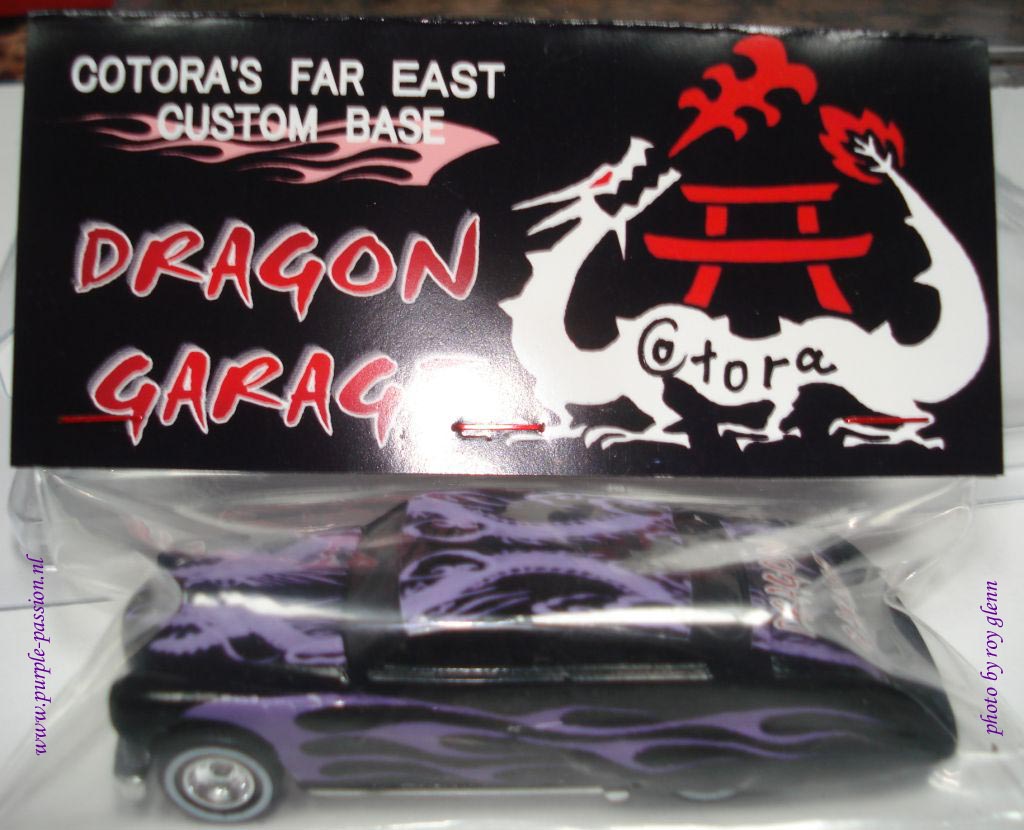 COTORA'S FAR EAST
CUSTOM BASE
DRAGON
GARAG
Cotora
www.purple-passion.nl
photo by roy glenn